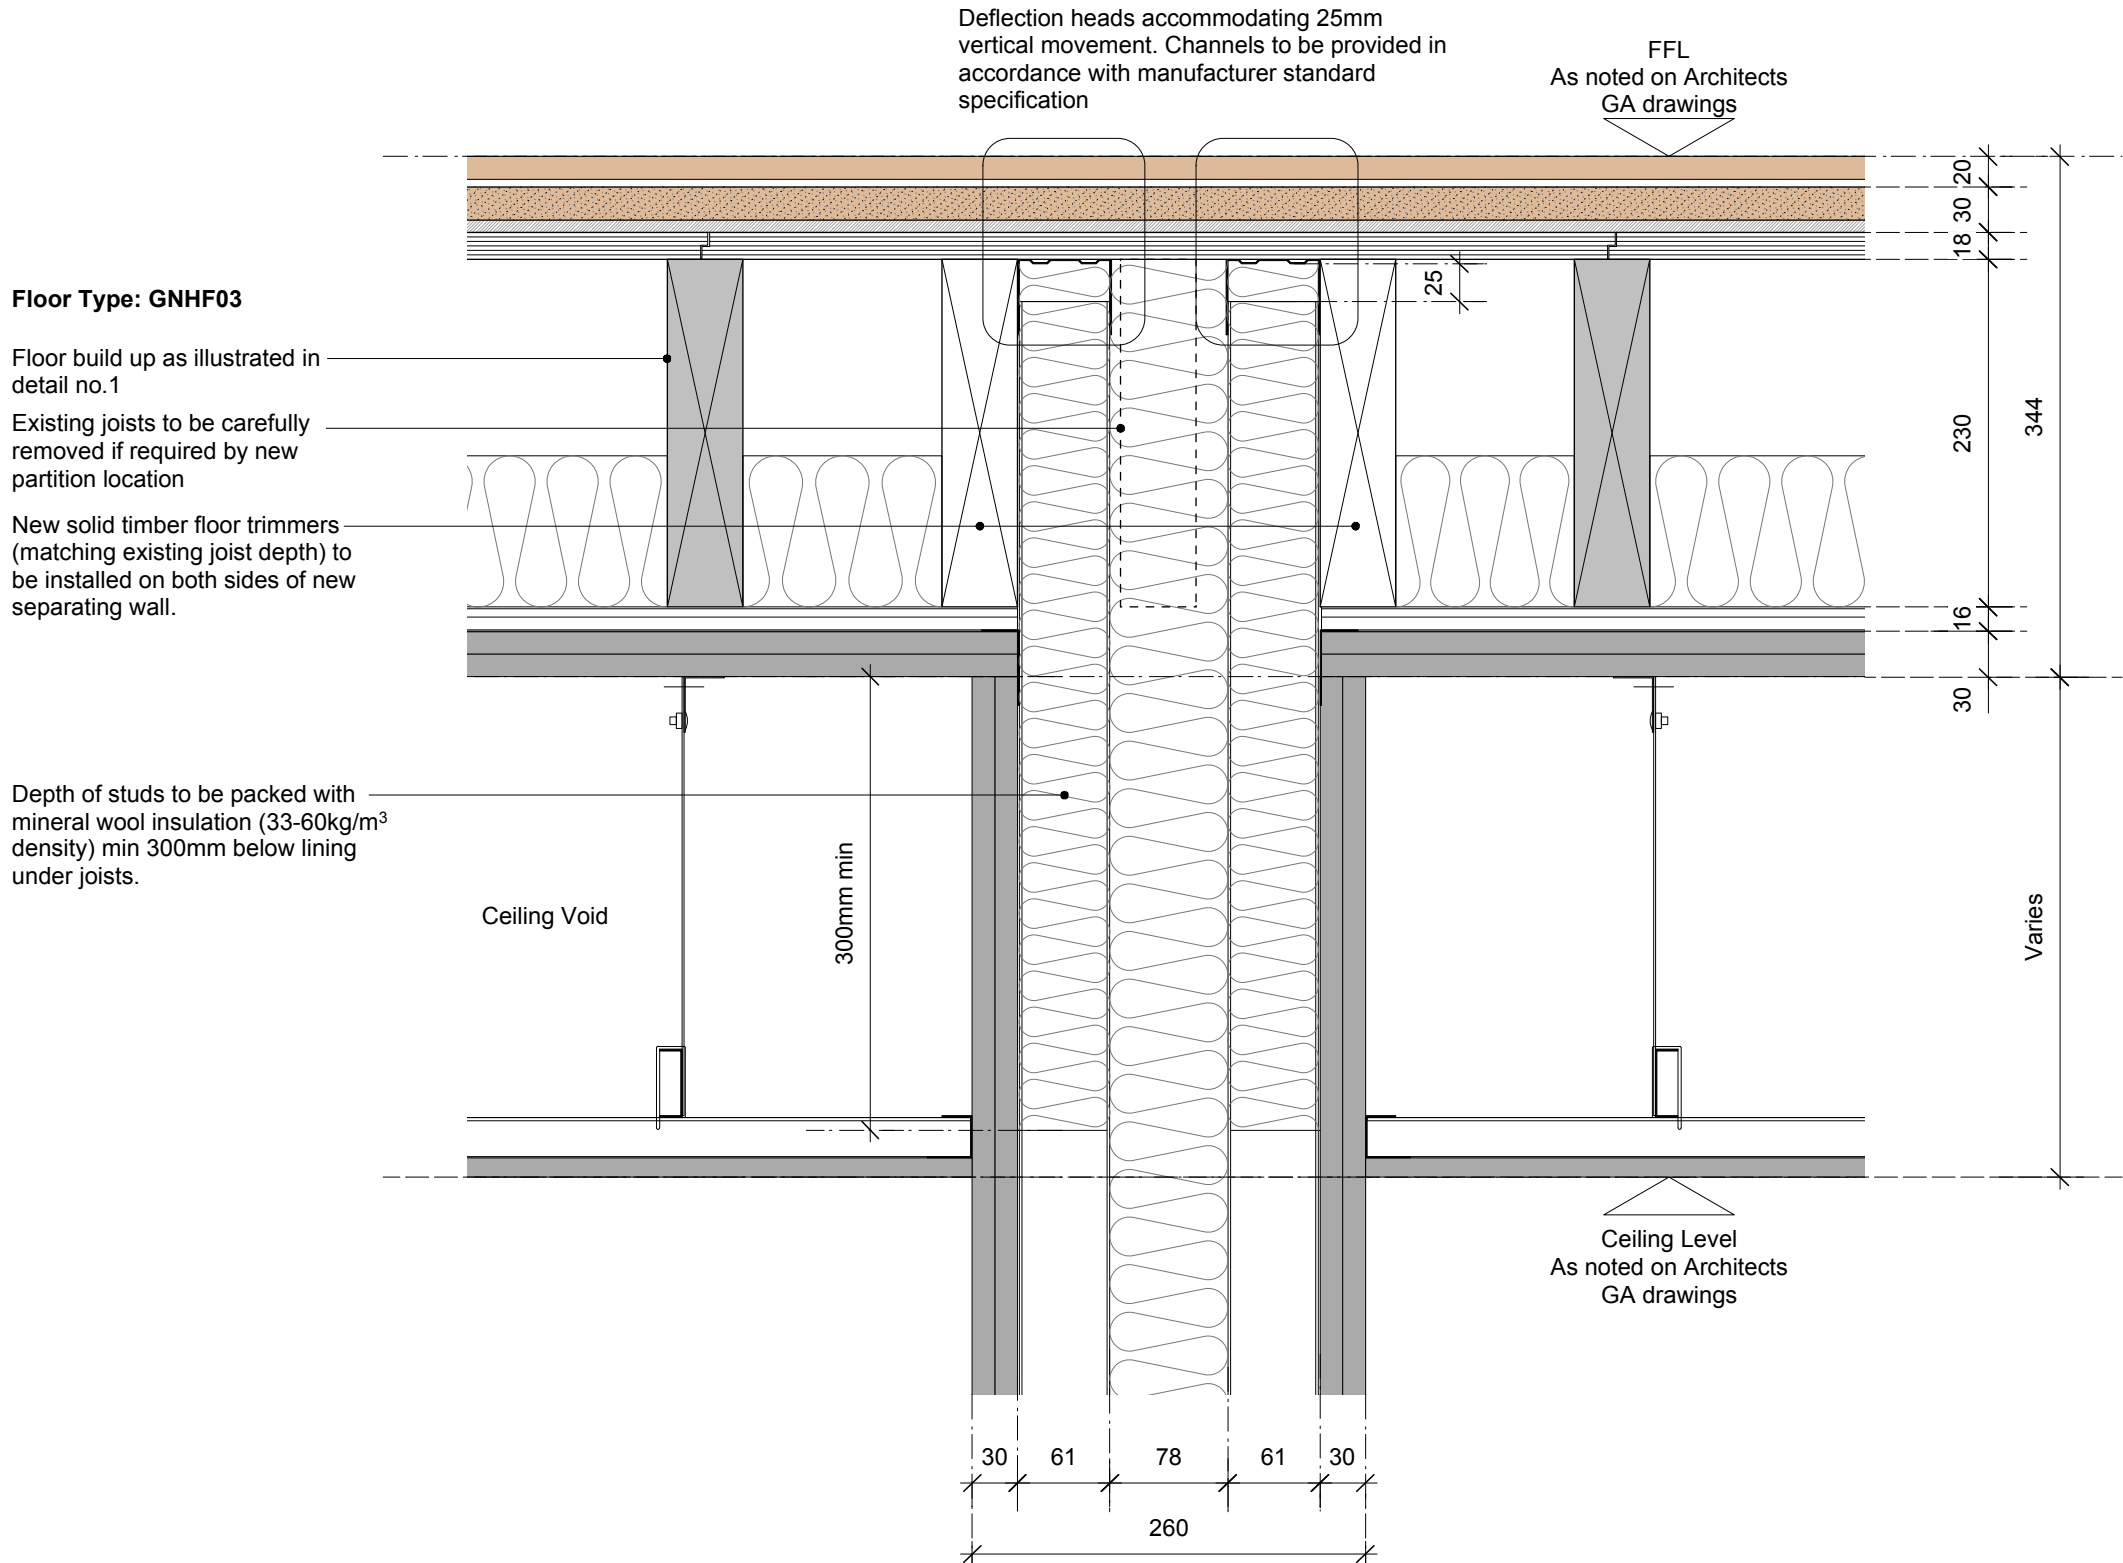 Deflection heads accommodating 25mm
vertical movement. Channels to be provided in
accordance with manufacturer standard
specification
FFL
As noted on Architects
GA drawings
20
30
18
25
230
344
16
30
Floor Type: GNHF03
Floor build up as illustrated in
detail no.1
Existing joists to be carefully
removed if required by new
partition location
New solid timber floor trimmers
(matching existing joist depth) to
be installed on both sides of new
separating wall.
Depth of studs to be packed with
mineral wool insulation (33-60kg/m³
density) min 300mm below lining
under joists.
Ceiling Void
300mm min
Varies
Ceiling Level
As noted on Architects
GA drawings
30 61 78 61 30
260